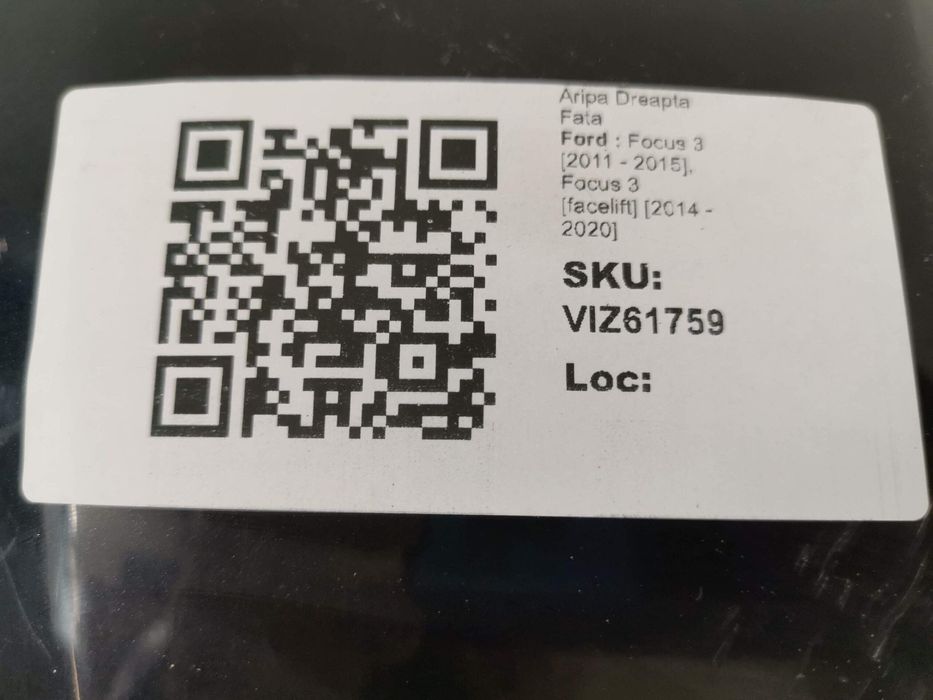 Aripa Dreapta
Fata
Ford : Focus 3
[2011 - 2015],
Focus 3
[facelift] [2014 -
2020]
SKU:
VIZ61759
Loc: